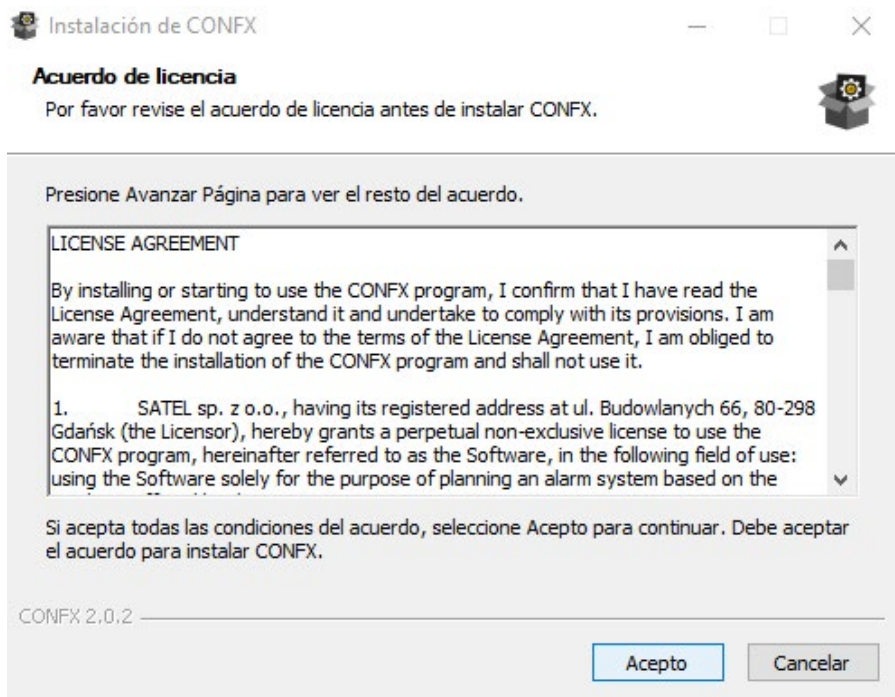 Instalación de CONFX
Acuerdo de licencia
Por favor revise el acuerdo de licencia antes de instalar CONFX.
Presione Avanzar Página para ver el resto del acuerdo.
LICENSE AGREEMENT
By installing or starting to use the CONFX program, I confirm that I have read the
License Agreement, understand it and undertake to comply with its provisions. I am
aware that if I do not agree to the terms of the License Agreement, I am obliged to
terminate the installation of the CONFX program and shall not use it.
1. SATEL sp. z o.o., having its registered address at ul. Budowlanych 66, 80-298
Gdańsk (the Licensor), hereby grants a perpetual non-exclusive license to use the
CONFX program, hereinafter referred to as the Software, in the following field of use:
using the Software solely for the purpose of planning an alarm system based on the
Si acepta todas las condiciones del acuerdo, seleccione Acepto para continuar. Debe aceptar
el acuerdo para instalar CONFX.
CONFX 2.0.2
Acepto
Cancelar